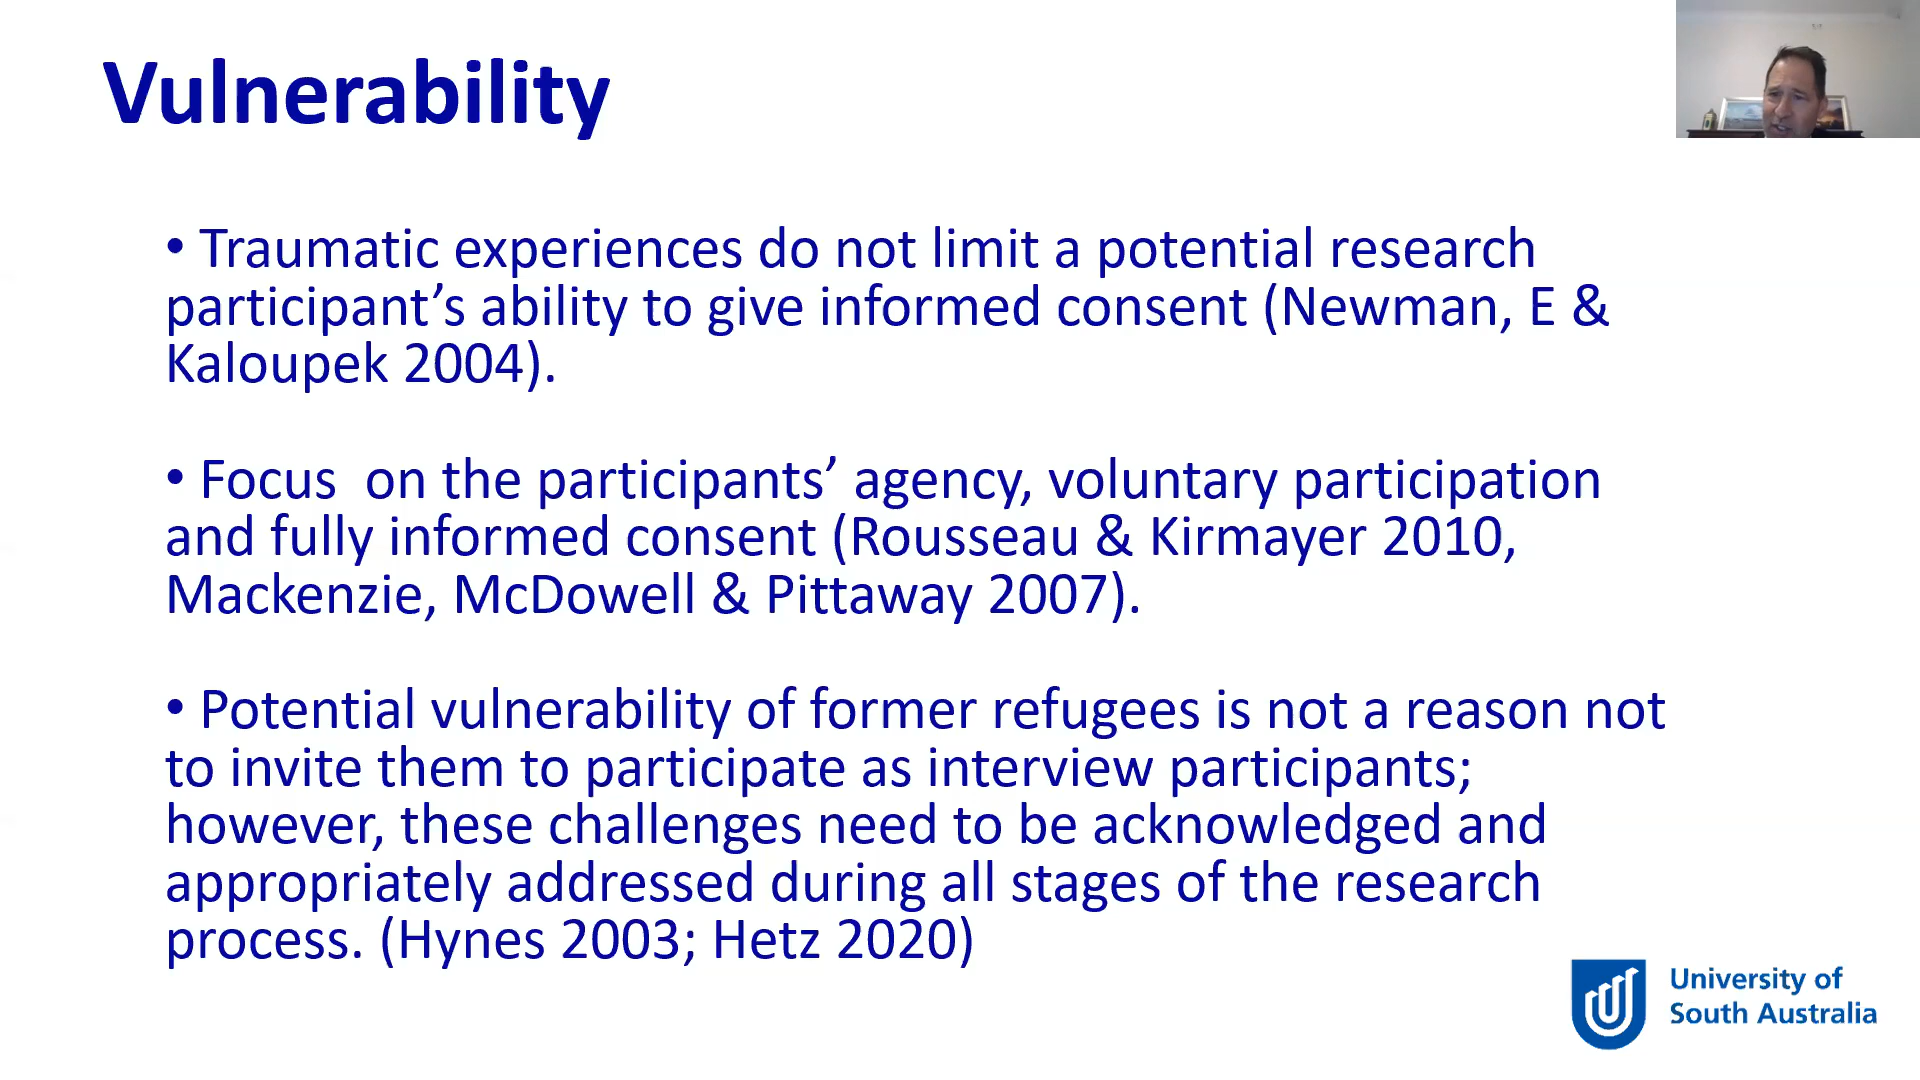 Vulnerability
• Traumatic experiences do not limit a potential research
participant’s ability to give informed consent (Newman, E &
Kaloupek 2004).
• Focus  on the participants’ agency, voluntary participation
and fully informed consent (Rousseau & Kirmayer 2010,
Mackenzie, McDowell & Pittaway 2007).
• Potential vulnerability of former refugees is not a reason not
to invite them to participate as interview participants;
however, these challenges need to be acknowledged and
appropriately addressed during all stages of the research
process. (Hynes 2003; Hetz 2020)
University of
South Australia